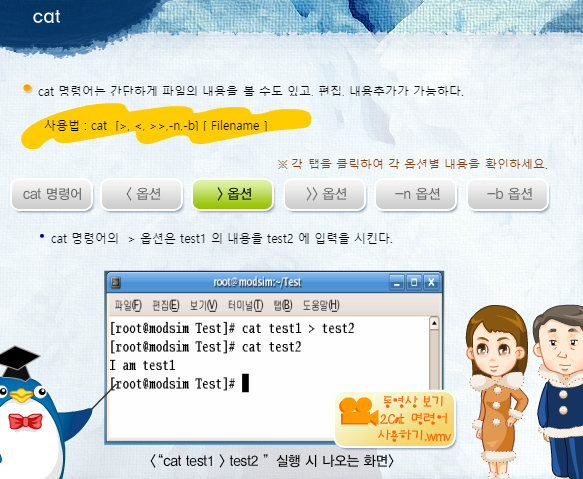 cat
cat 명령어는 간단하게 파일의 내용을 볼 수도 있고, 편집, 내용추가가 가능하다.
사용법 : cat [>, <, >>,-n,-b] [ Filename ]
※ 각 탭을 클릭하여 각 옵션별 내용을 확인하세요.
cat 명령어
< 옵션
> 옵션
>> 옵션
-n 옵션
-b 옵션
• cat 명령어의 > 옵션은 test1 의 내용을 test2 에 입력을 시킨다.
root@modsim:~/Test
파일(F) 편집(E) 보기(V) 터미널(T) 탭(B) 도움말(H)
[root@modsim Test]# cat test1 > test2
[root@modsim Test]# cat test2
I am test1
[root@modsim Test]#
동영상 보기
2.Cat 명령어
사용하기.wmv
<“cat test1 > test2 ” 실행 시 나오는 화면>